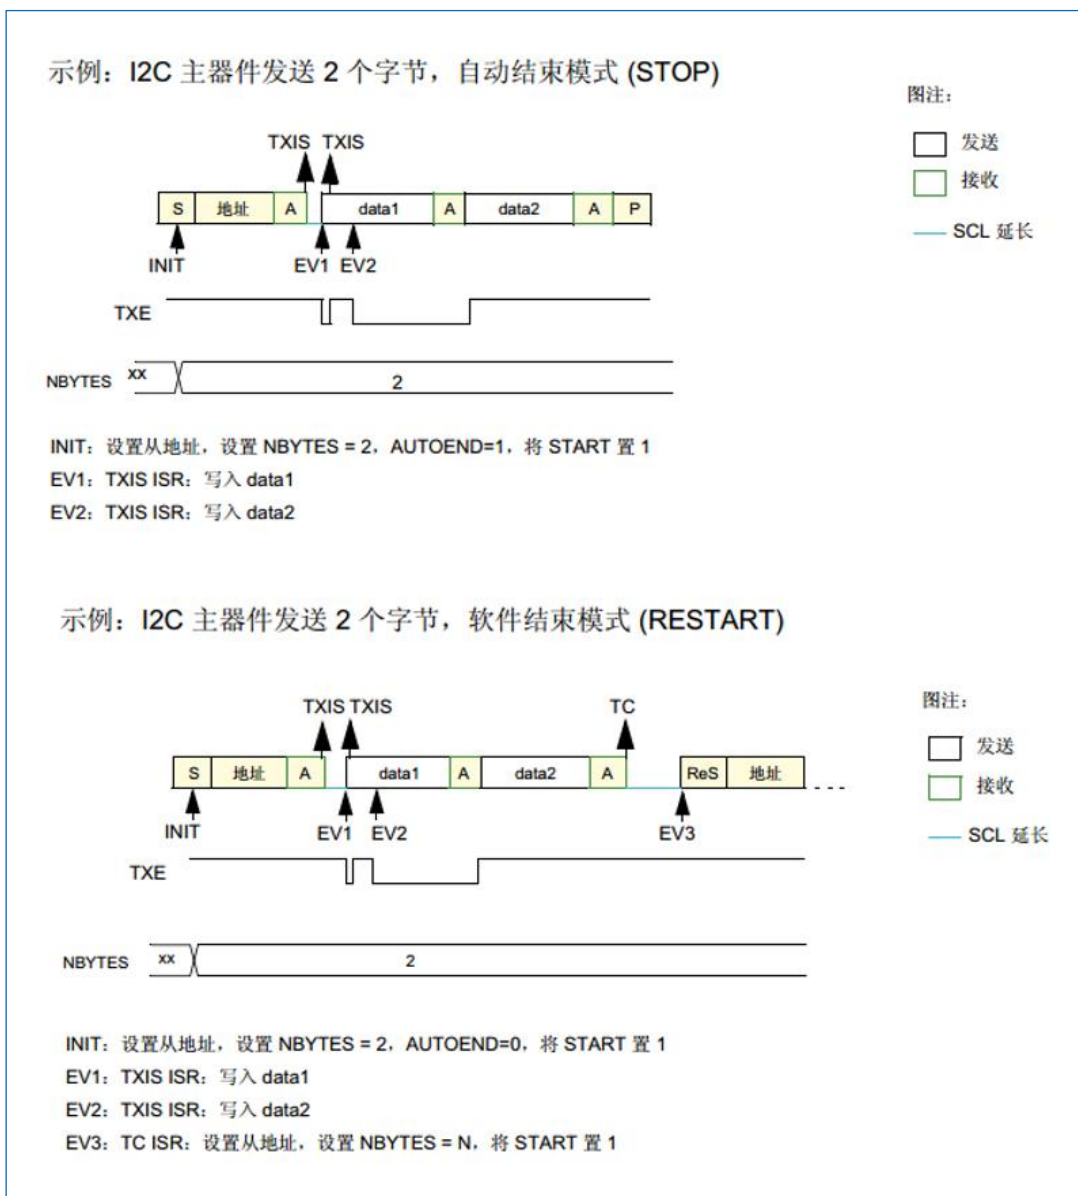 示例：I2C 主器件发送 2 个字节，自动结束模式 (STOP)
图注：
发送
接收
SCL 延长
TXIS TXIS
S 地址 A data1 A data2 A P
INIT EV1 EV2
TXE
NBYTES xx 2
INIT：设置从地址，设置 NBYTES = 2，AUTOEND=1，将 START 置 1
EV1：TXIS ISR：写入 data1
EV2：TXIS ISR：写入 data2
示例：I2C 主器件发送 2 个字节，软件结束模式 (RESTART)
图注：
发送
接收
SCL 延长
TXIS TXIS TC
S 地址 A data1 A data2 A ReS 地址
INIT EV1 EV2 EV3
TXE
NBYTES xx 2
INIT：设置从地址，设置 NBYTES = 2，AUTOEND=0，将 START 置 1
EV1：TXIS ISR：写入 data1
EV2：TXIS ISR：写入 data2
EV3：TC ISR：设置从地址，设置 NBYTES = N，将 START 置 1